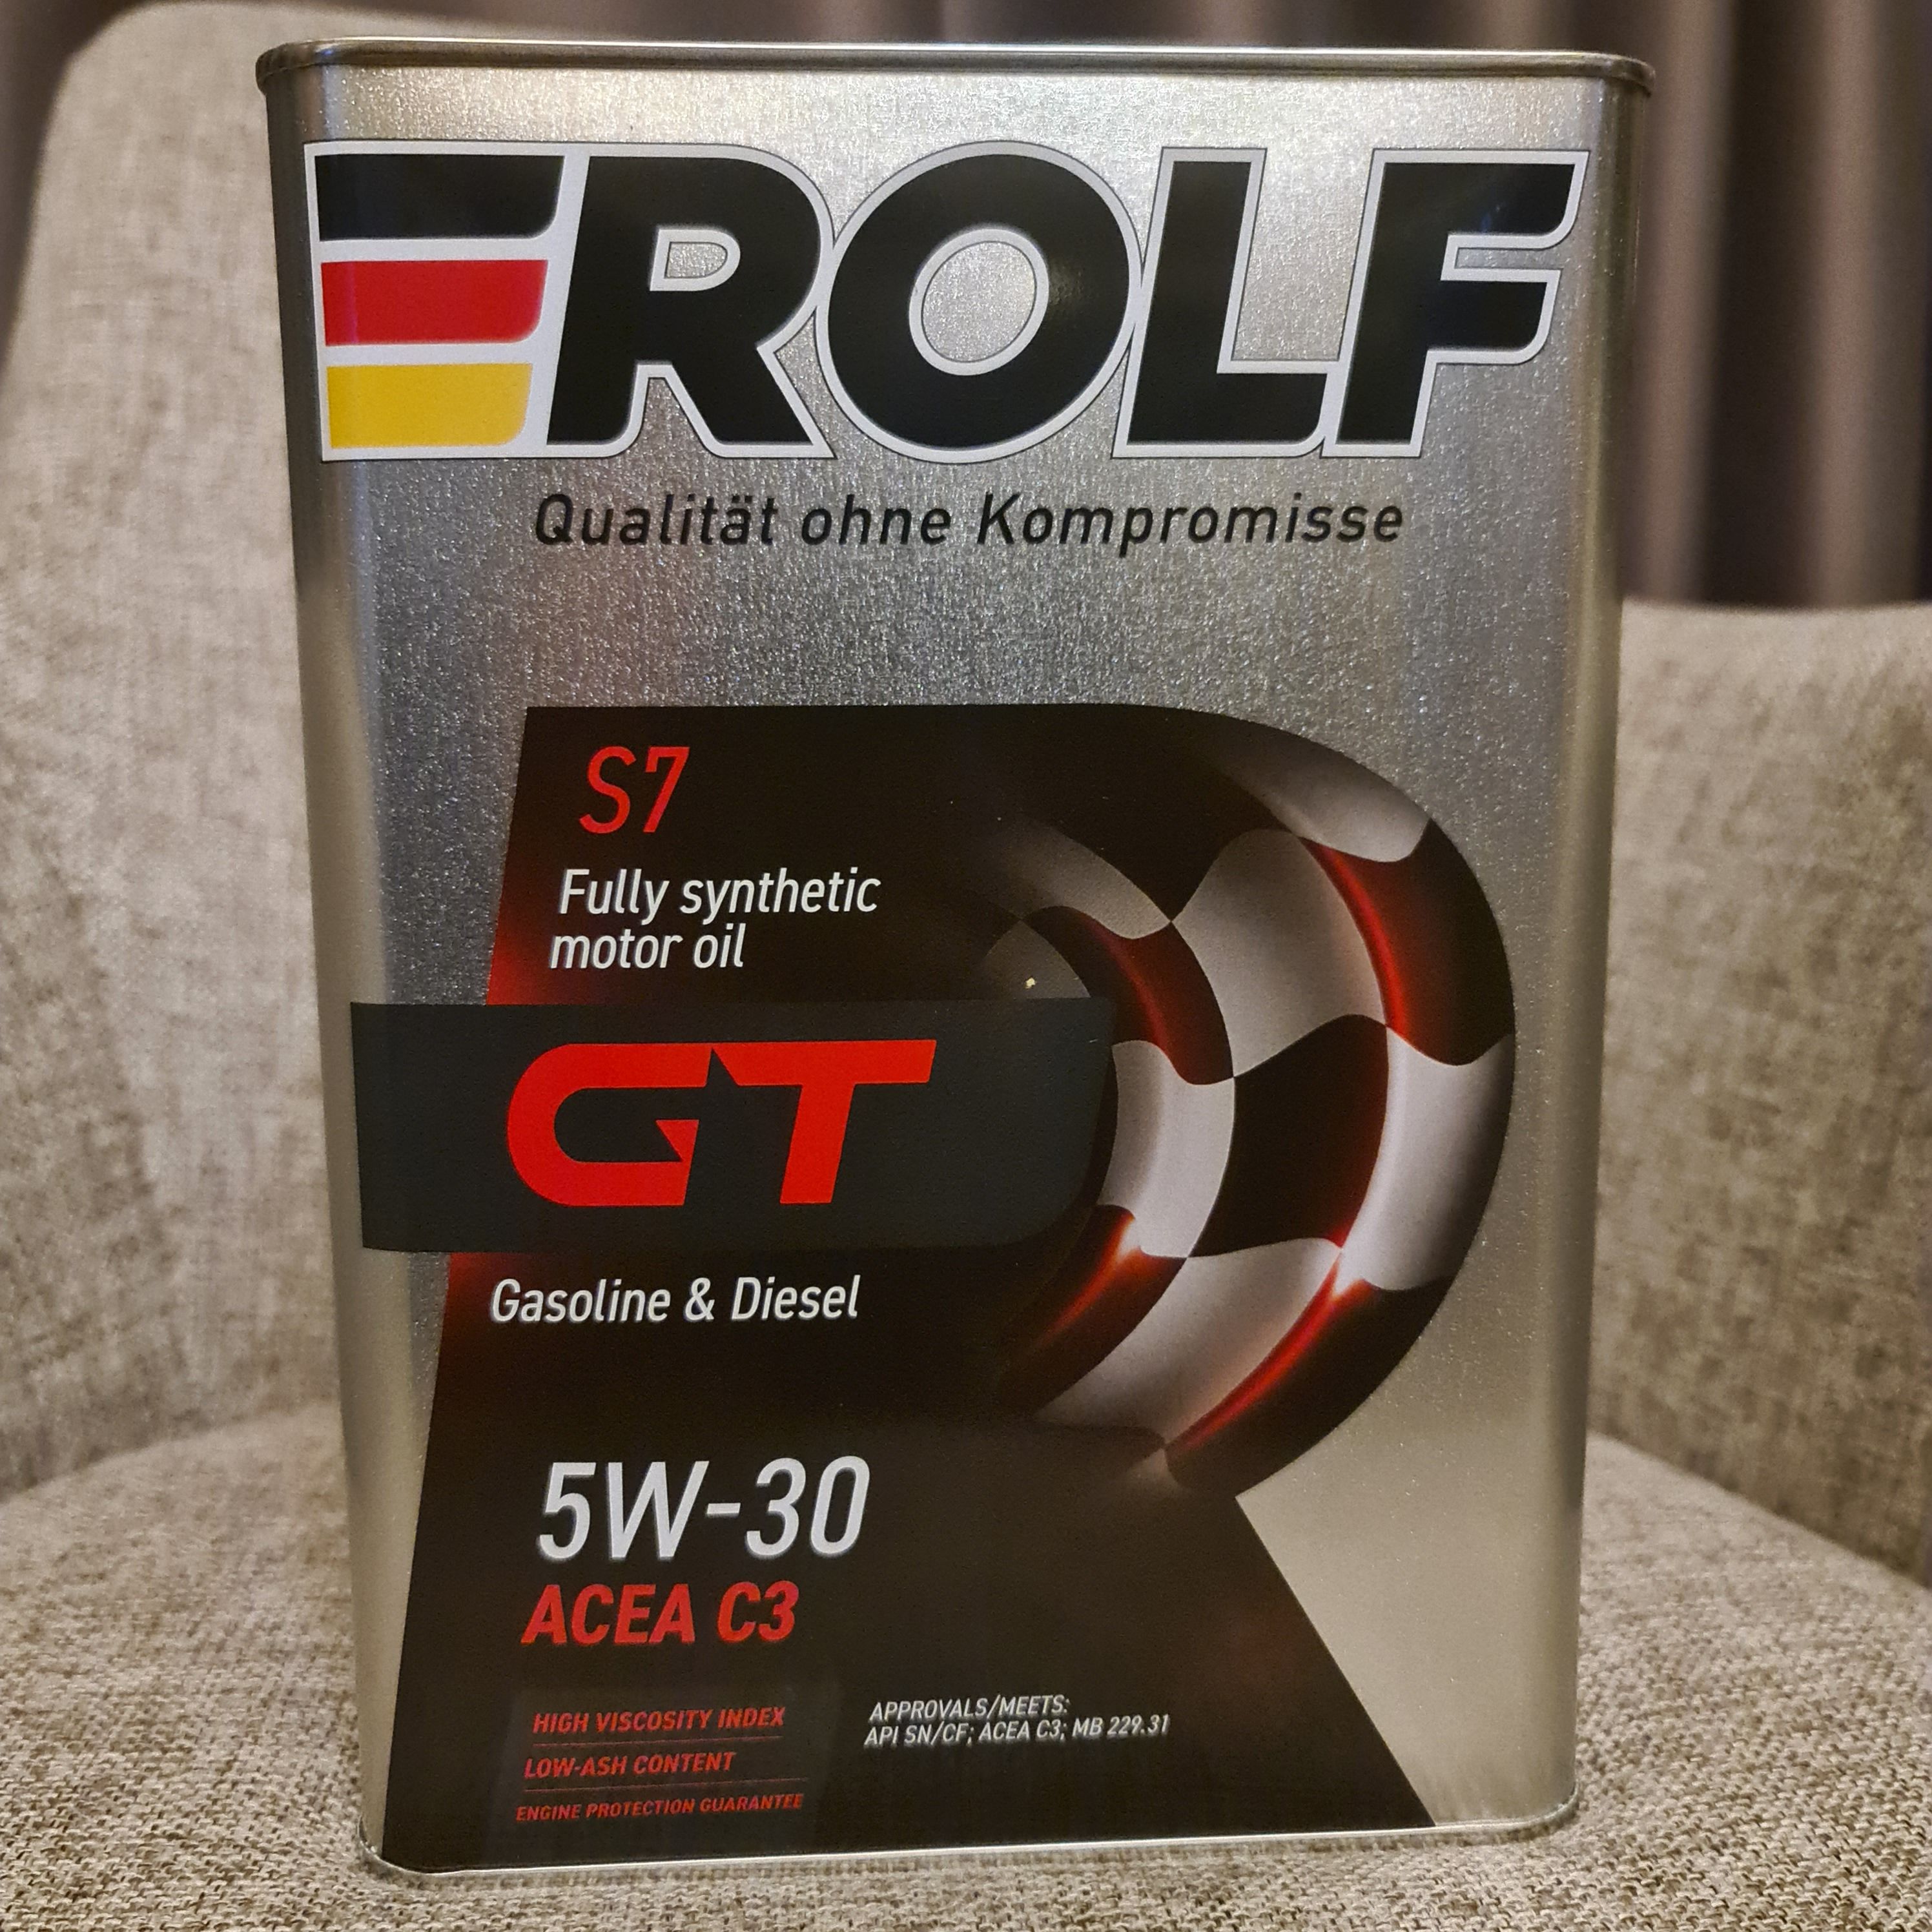 ROLF
Qualität ohne Kompromisse
S7
Fully synthetic
motor oil
GT
Gasoline & Diesel
5W-30
ACEA C3
HIGH VISCOSITY INDEX
LOW-ASH CONTENT
ENGINE PROTECTION GUARANTEE
APPROVALS/MEETS:
API SN/CF; ACEA C3; MB 229.31